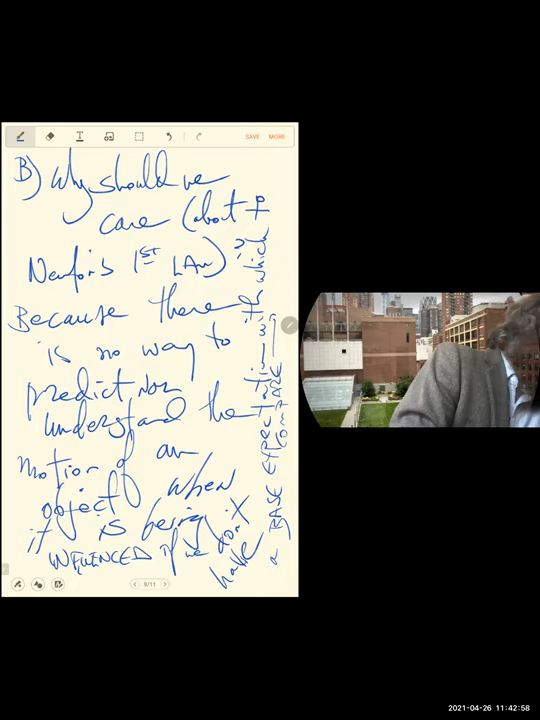 SAVE MORE
B) Why should we
care (about
Newton's 1ST LAW)?
Because there
is no way to
predict nor
understand the
motion of an
object when
it is being
INFLUENCED if we don't
have
a BASE EXPECTATION with which
to COMPARE it
9/11
2021-04-26 11:42:58